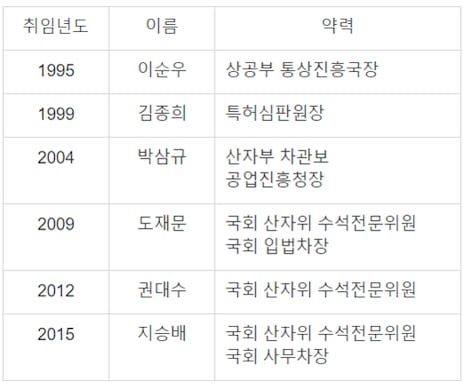 취임년도 이름 약력
1995 이순우 상공부 통상진흥국장
1999 김종희 특허심판원장
2004 박삼규 산자부 차관보
공업진흥청장
2009 도재문 국회 산자위 수석전문위원
국회 입법차장
2012 권대수 국회 산자위 수석전문위원
2015 지승배 국회 산자위 수석전문위원
국회 사무차장